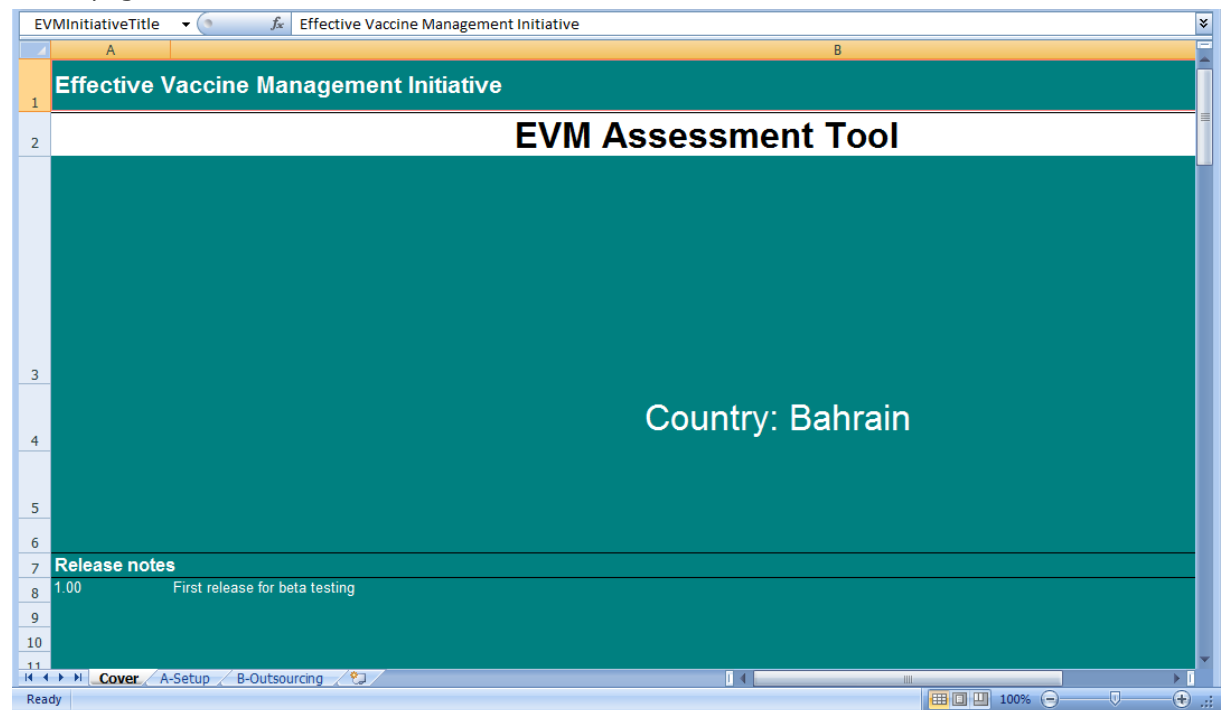 EVMInitiativeTitle fx Effective Vaccine Management Initiative
A B
1 Effective Vaccine Management Initiative
2 EVM Assessment Tool
3
4 Country: Bahrain
5
6
7 Release notes
8 1.00 First release for beta testing
9
10
11
Cover A-Setup B-Outsourcing
Ready 100%